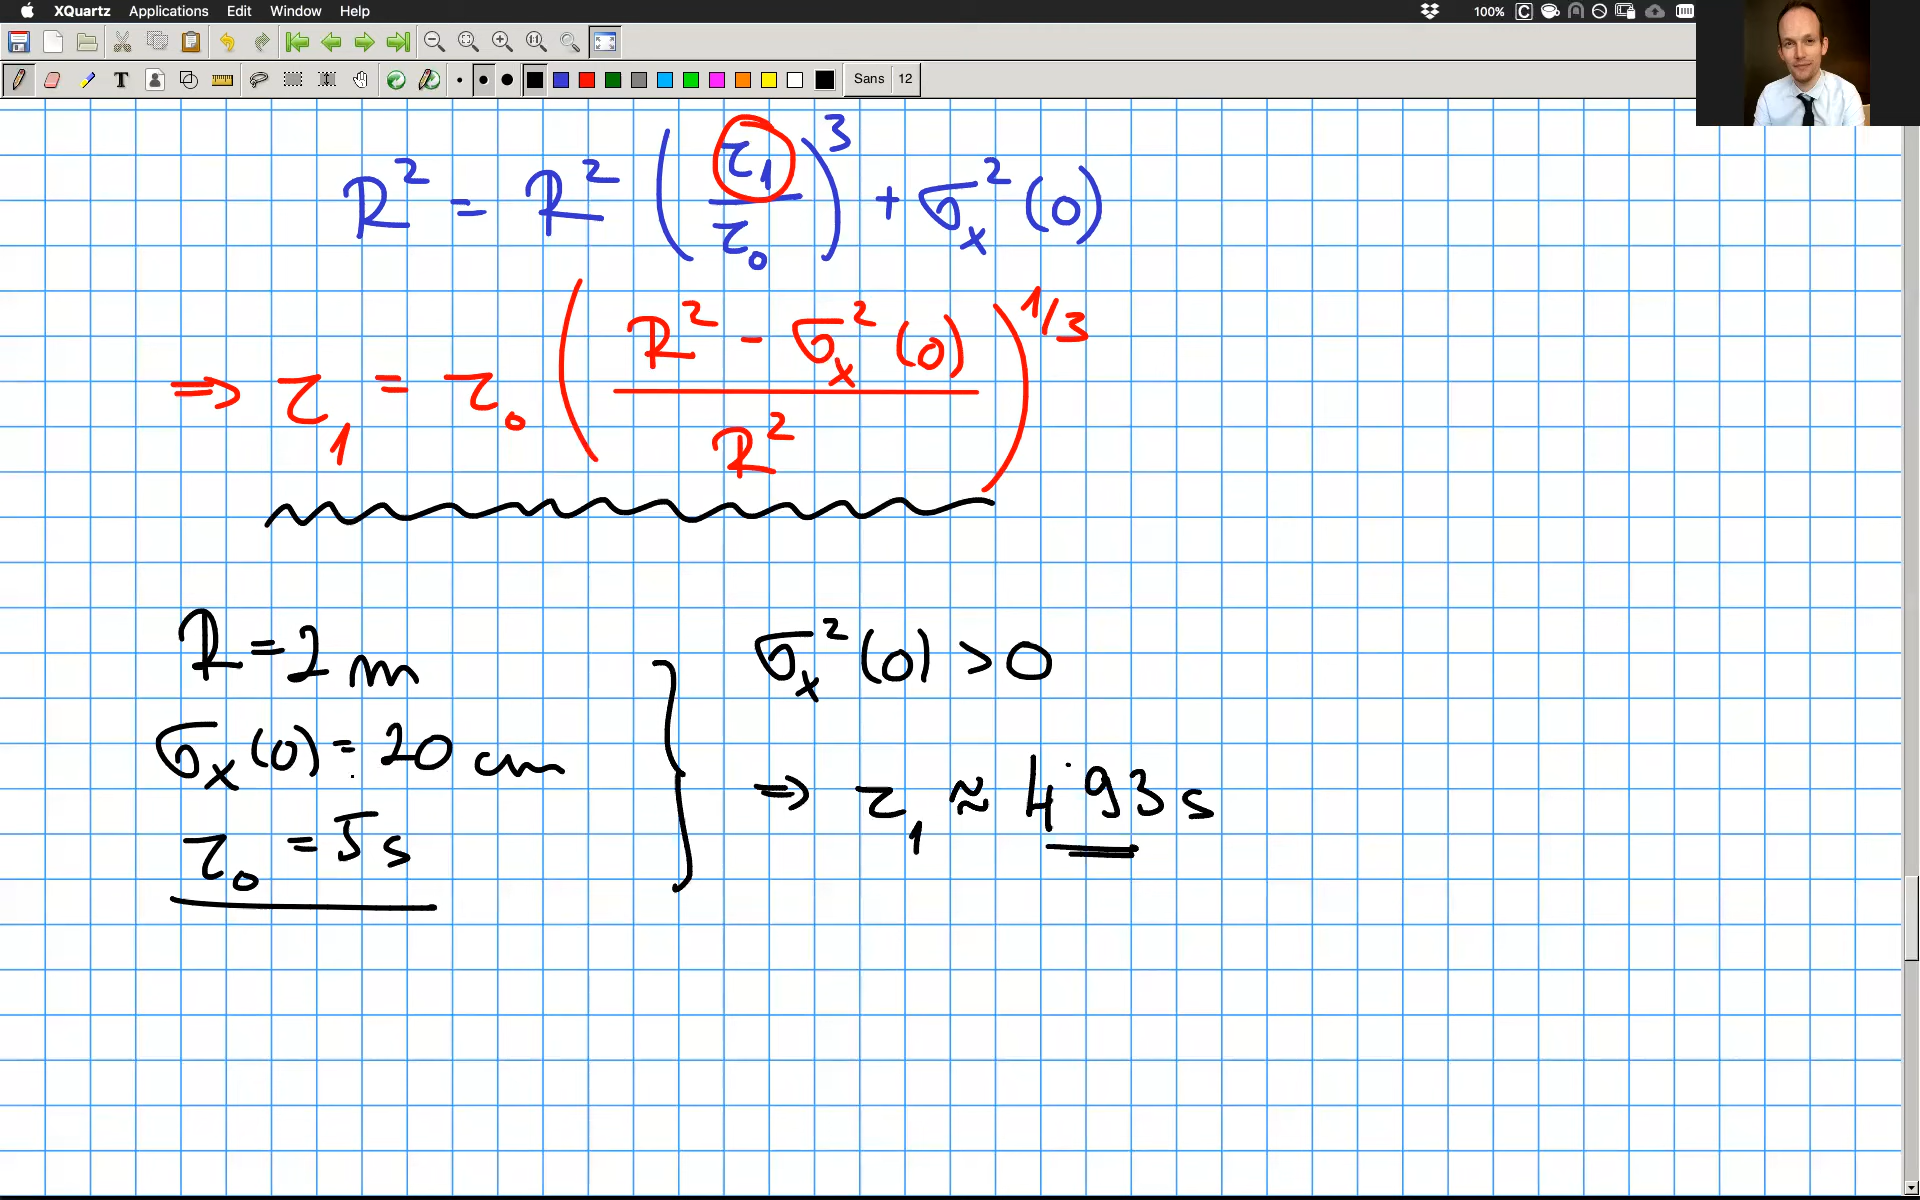 XQuartz Applications Edit Window Help 100%
Sans 12
R² = R² (τ₁/τ₀)³ + σₓ²(0)
⇒ τ₁ = τ₀ ((R² - σₓ²(0))/R²)^1/3
R = 2 m
σₓ(0) = 20 cm
τ₀ = 5 s
σₓ²(0) > 0
⇒ τ₁ ≈ 4˙93 s